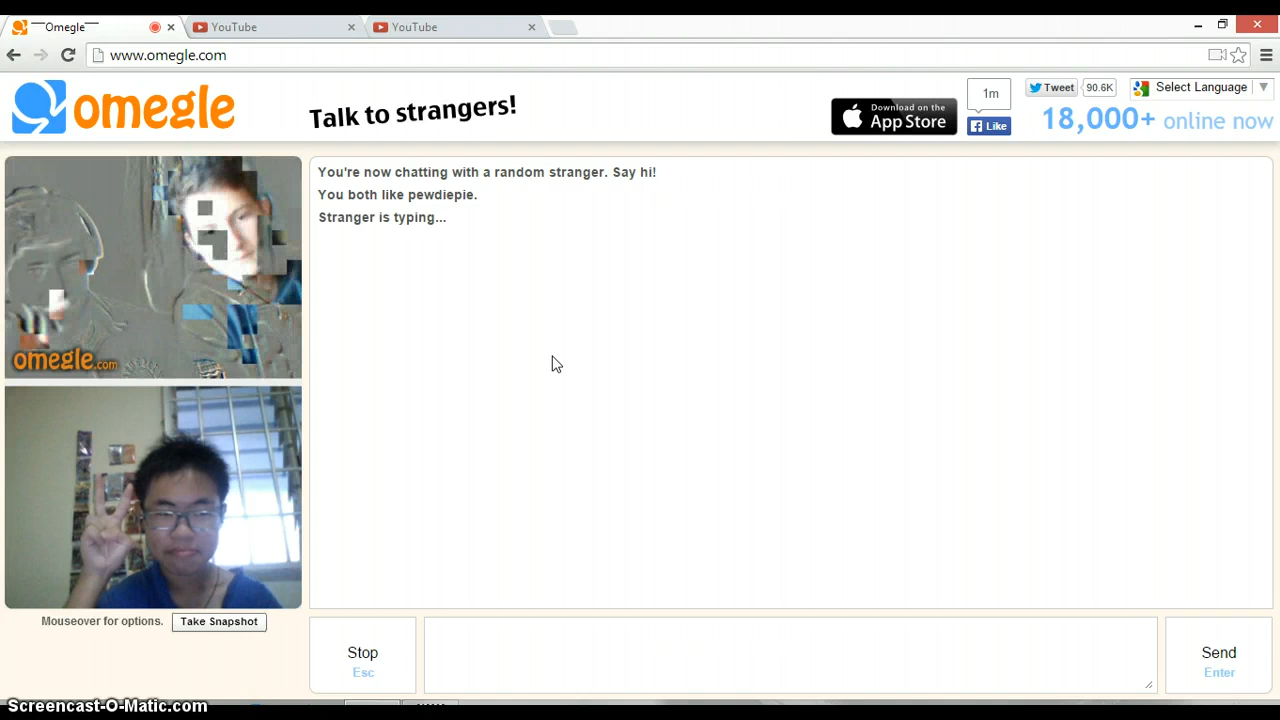 Omegle
YouTube
YouTube
www.omegle.com
omegle
Talk to strangers!
Download on the
App Store
1m
Like
Tweet
90.6K
Select Language
18,000+ online now
You're now chatting with a random stranger. Say hi!
You both like pewdiepie.
Stranger is typing...
omegle.com
Mouseover for options.
Take Snapshot
Stop
Esc
Send
Enter
Screencast-O-Matic.com